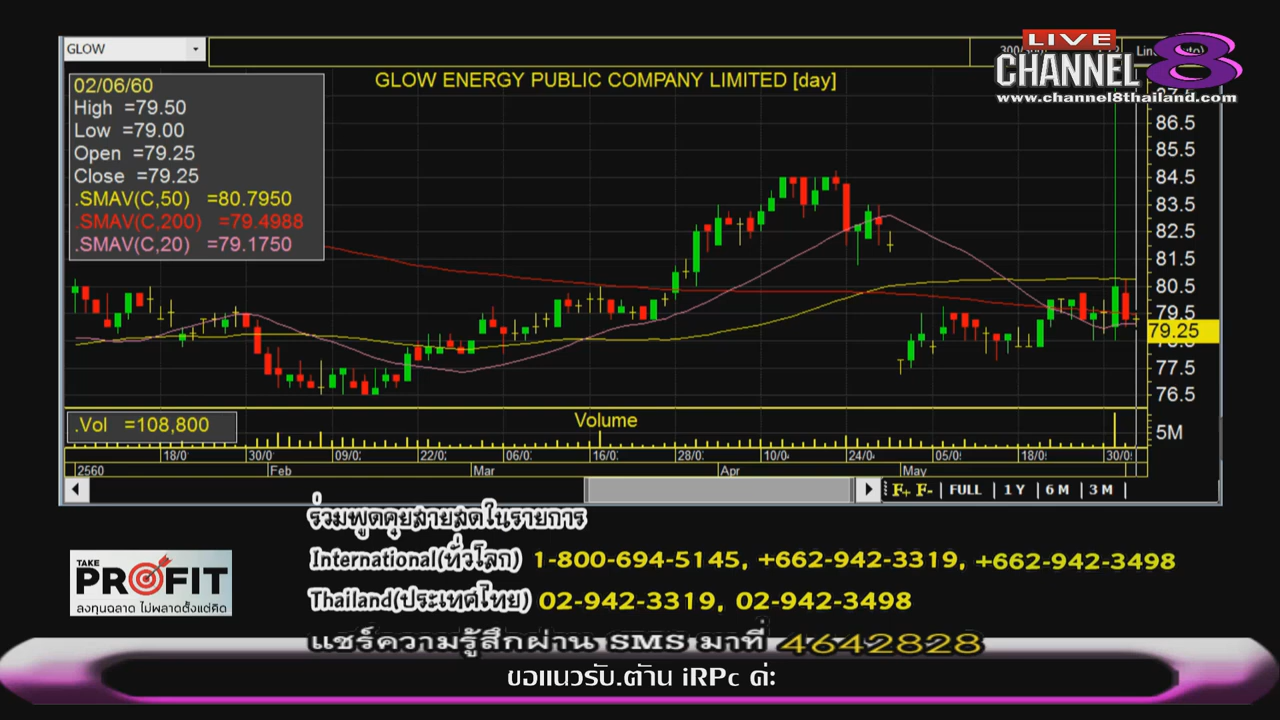 GLOW
LIVE
CHANNEL 8
www.channel8thailand.com
GLOW ENERGY PUBLIC COMPANY LIMITED [day]
02/06/60
High =79.50
Low =79.00
Open =79.25
Close =79.25
.SMAV(C,50) =80.7950
.SMAV(C,200) =79.4988
.SMAV(C,20) =79.1750
86.5
85.5
84.5
83.5
82.5
81.5
80.5
79.5
79.25
77.5
76.5
.Vol =108,800
Volume
5M
18/0 30/0 09/0 22/0 06/0 16/0 28/0 10/0 24/0 05/0 18/0 30/0
2560 Feb Mar Apr May
F+ F- FULL 1 Y 6 M 3 M
ร่วมพูดคุยสายสดในรายการ
International(ทั่วโลก) 1-800-694-5145, +662-942-3319, +662-942-3498
TAKE
PROFIT
ลงทุนฉลาด ไม่พลาดตั้งแต่คิด
Thailand(ประเทศไทย) 02-942-3319, 02-942-3498
แชร์ความรู้สึกผ่าน SMS มาที่ 4642828
ขอแนวรับ.ต้าน iRPc ค่ะ